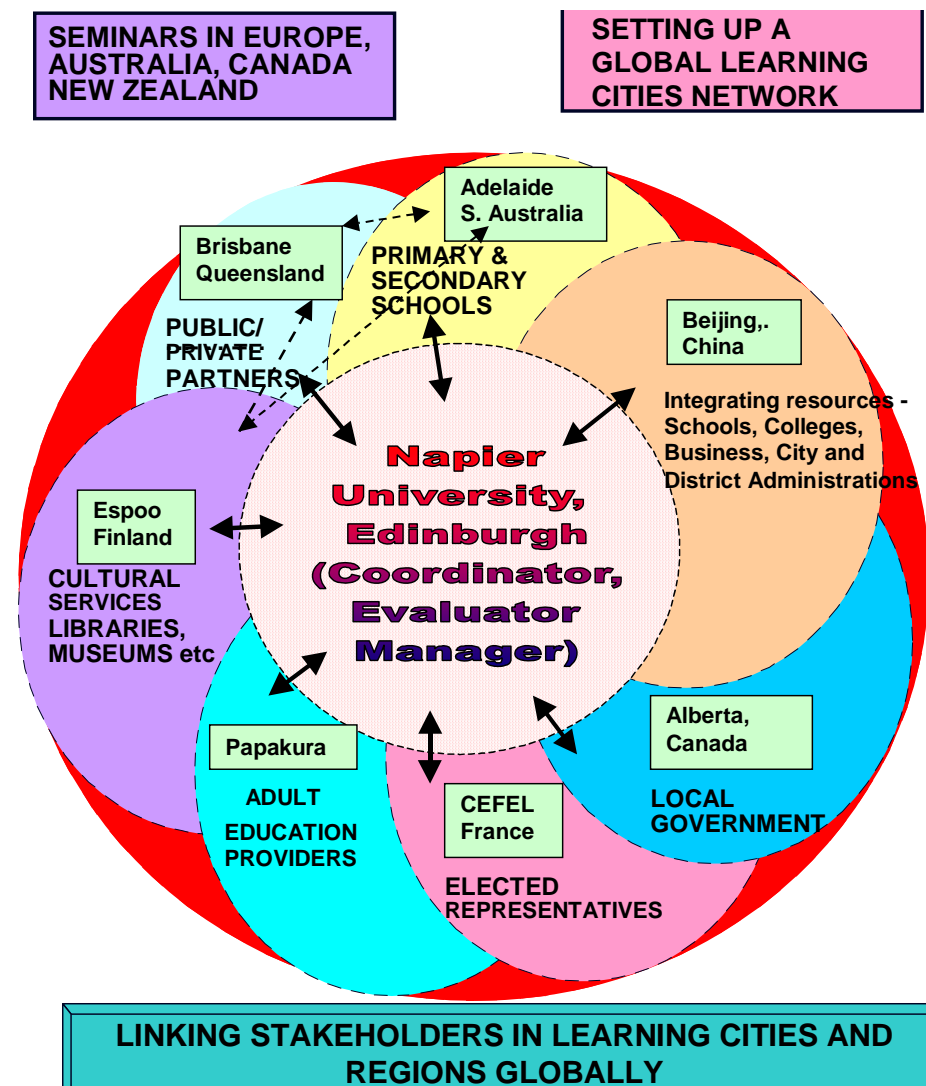 SEMINARS IN EUROPE,
AUSTRALIA, CANADA
NEW ZEALAND
SETTING UP A
GLOBAL LEARNING
CITIES NETWORK
Adelaide
S. Australia
PRIMARY &
SECONDARY
SCHOOLS
Brisbane
Queensland
PUBLIC/
PRIVATE
PARTNERS
Beijing,.
China
Integrating resources -
Schools, Colleges,
Business, City and
District Administrations
Napier
University,
Edinburgh
(Coordinator,
Evaluator
Manager)
Espoo
Finland
CULTURAL
SERVICES
LIBRARIES,
MUSEUMS etc
Papakura
ADULT
EDUCATION
PROVIDERS
CEFEL
France
ELECTED
REPRESENTATIVES
Alberta,
Canada
LOCAL
GOVERNMENT
LINKING STAKEHOLDERS IN LEARNING CITIES AND
REGIONS GLOBALLY